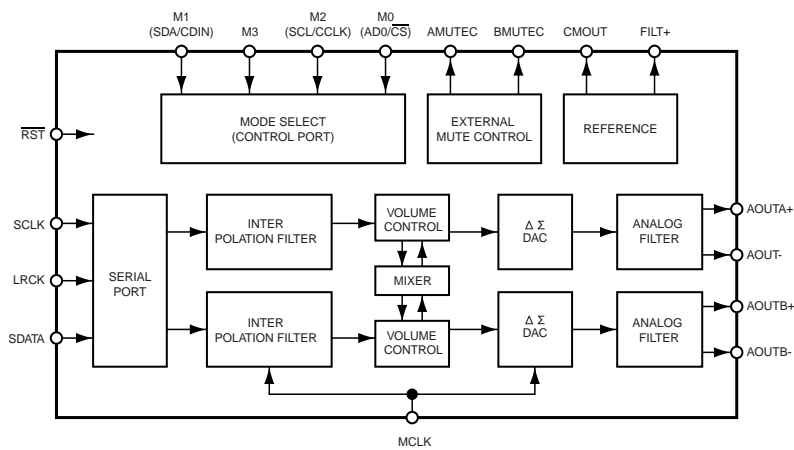 M1
(SDA/CDIN)
M3
M2
(SCL/CCLK)
M0
(AD0/CS)
AMUTEC
BMUTEC
CMOUT
FILT+
MODE SELECT
(CONTROL PORT)
EXTERNAL
MUTE CONTROL
REFERENCE
RST
SCLK
LRCK
SDATA
SERIAL
PORT
INTER
POLATION FILTER
VOLUME
CONTROL
Δ Σ
DAC
ANALOG
FILTER
AOUTA+
AOUT-
MIXER
INTER
POLATION FILTER
VOLUME
CONTROL
Δ Σ
DAC
ANALOG
FILTER
AOUTB+
AOUTB-
MCLK